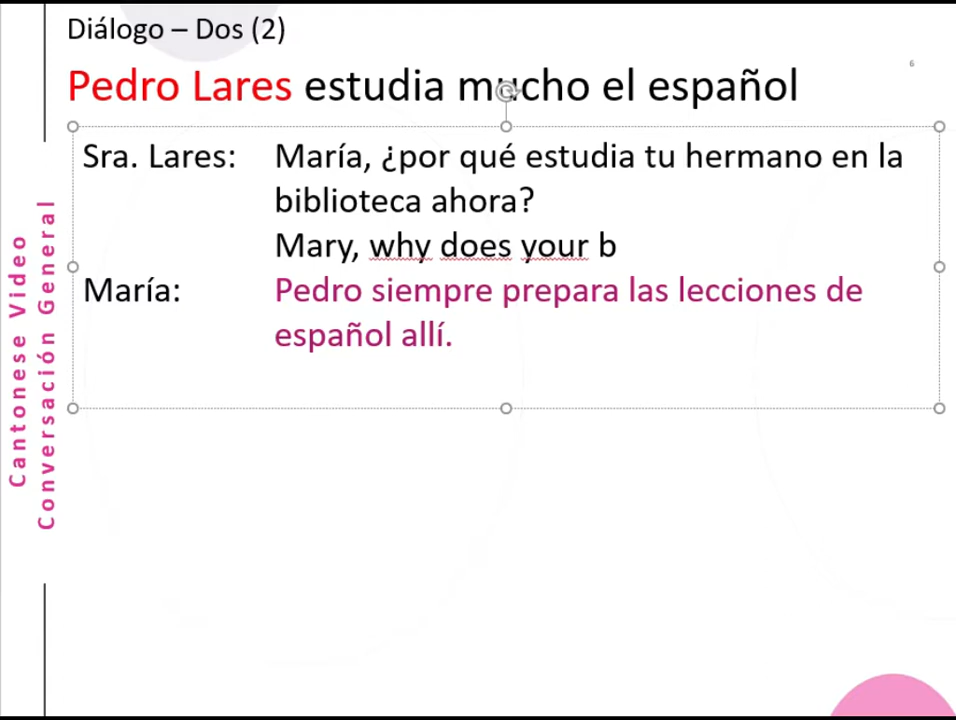 Diálogo – Dos (2)
6
Pedro Lares estudia mucho el español
Sra. Lares: María, ¿por qué estudia tu hermano en la
biblioteca ahora?
Mary, why does your b
María: Pedro siempre prepara las lecciones de
español allí.
Cantonese Video
Conversación General